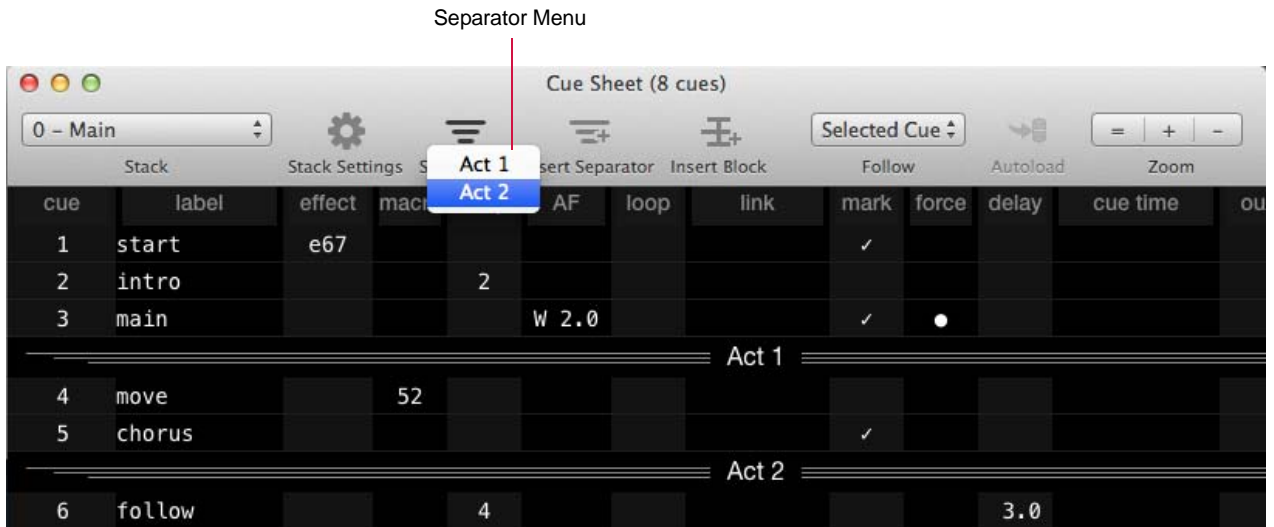 Separator Menu
Cue Sheet (8 cues)
0 – Main
Selected Cue
= + -
Stack Stack Settings S Act 1 sert Separator Insert Block Follow Autoload Zoom
Act 2
cue label effect macr AF loop link mark force delay cue time ou
1 start e67 ✓
2 intro 2
3 main W 2.0 ✓ ●
Act 1
4 move 52
5 chorus ✓
Act 2
6 follow 4 3.0